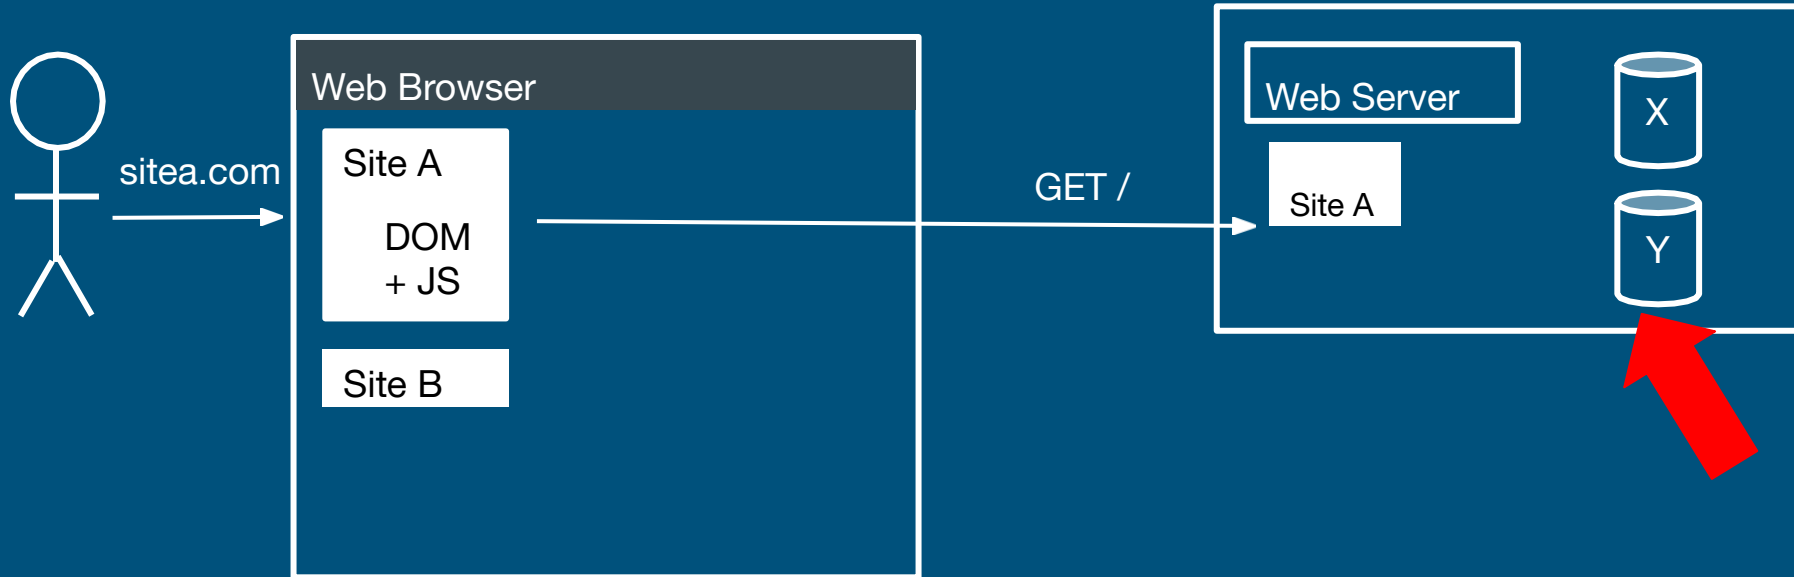 sitea.com
Web Browser
Site A
DOM
+ JS
Site B
GET /
Web Server
Site A
X
Y